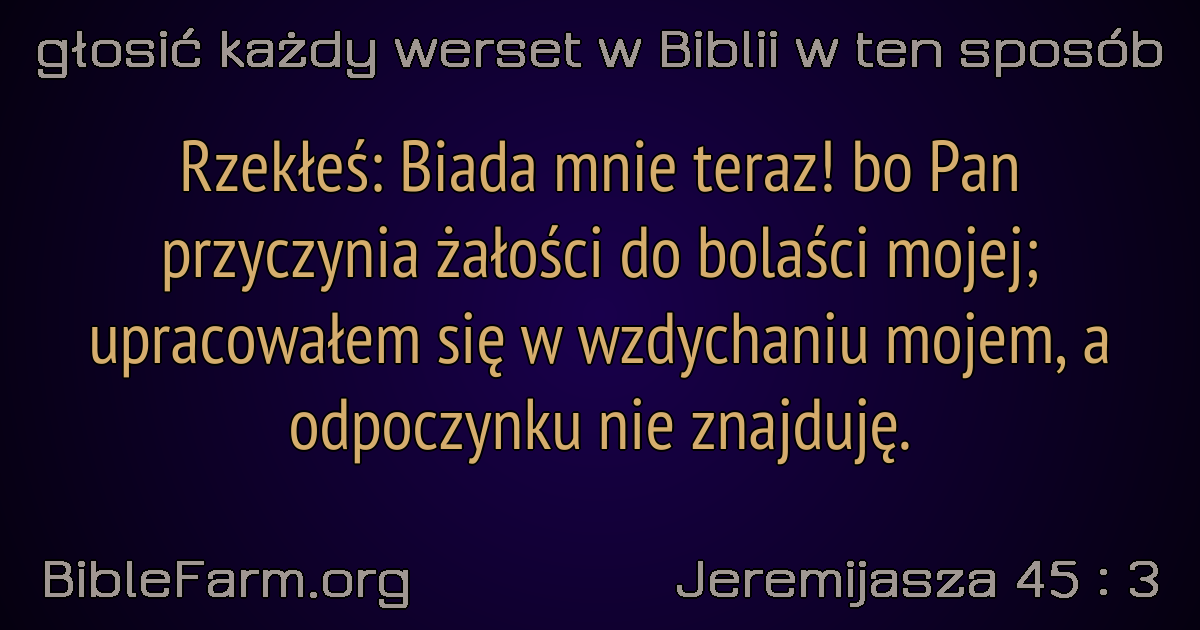 głosić każdy werset w Biblii w ten sposób
Rzekłeś: Biada mnie teraz! bo Pan
przyczynia żałości do bolaści mojej;
upracowałem się w wzdychaniu mojem, a
odpoczynku nie znajduję.
BibleFarm.org
Jeremijasza 45 : 3